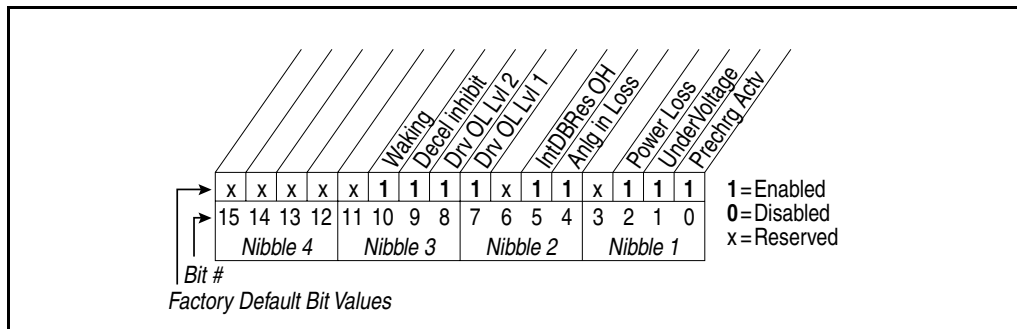 Waking
Decel inhibit
Drv OL Lvl 2
Drv OL Lvl 1
IntDBRes OH
Anlg in Loss
Power Loss
UnderVoltage
Prechrg Actv
x x x x x 1 1 1 1 x 1 1 x 1 1 1
15 14 13 12 11 10 9 8 7 6 5 4 3 2 1 0
Nibble 4 Nibble 3 Nibble 2 Nibble 1
1=Enabled
0=Disabled
x=Reserved
Bit #
Factory Default Bit Values